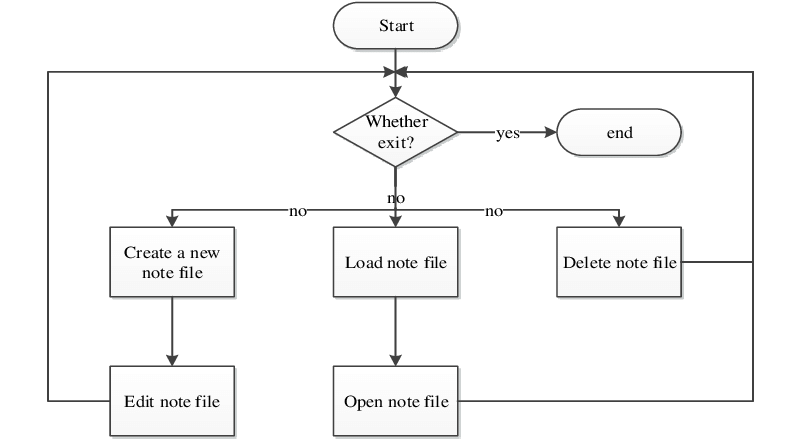 Start
Whether
exit?
yes
end
no
no
no
Create a new
note file
Load note file
Delete note file
Edit note file
Open note file